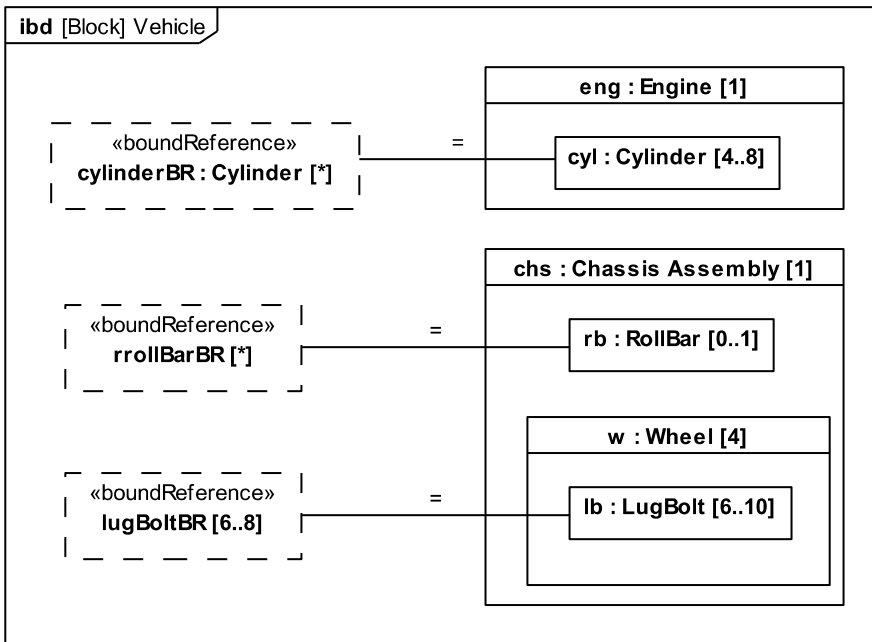 ibd [Block] Vehicle
eng : Engine [1]
«boundReference»
cylinderBR : Cylinder [*]
=
cyl : Cylinder [4..8]
chs : Chassis Assembly [1]
«boundReference»
rrollBarBR [*]
=
rb : RollBar [0..1]
w : Wheel [4]
«boundReference»
lugBoltBR [6..8]
=
lb : LugBolt [6..10]